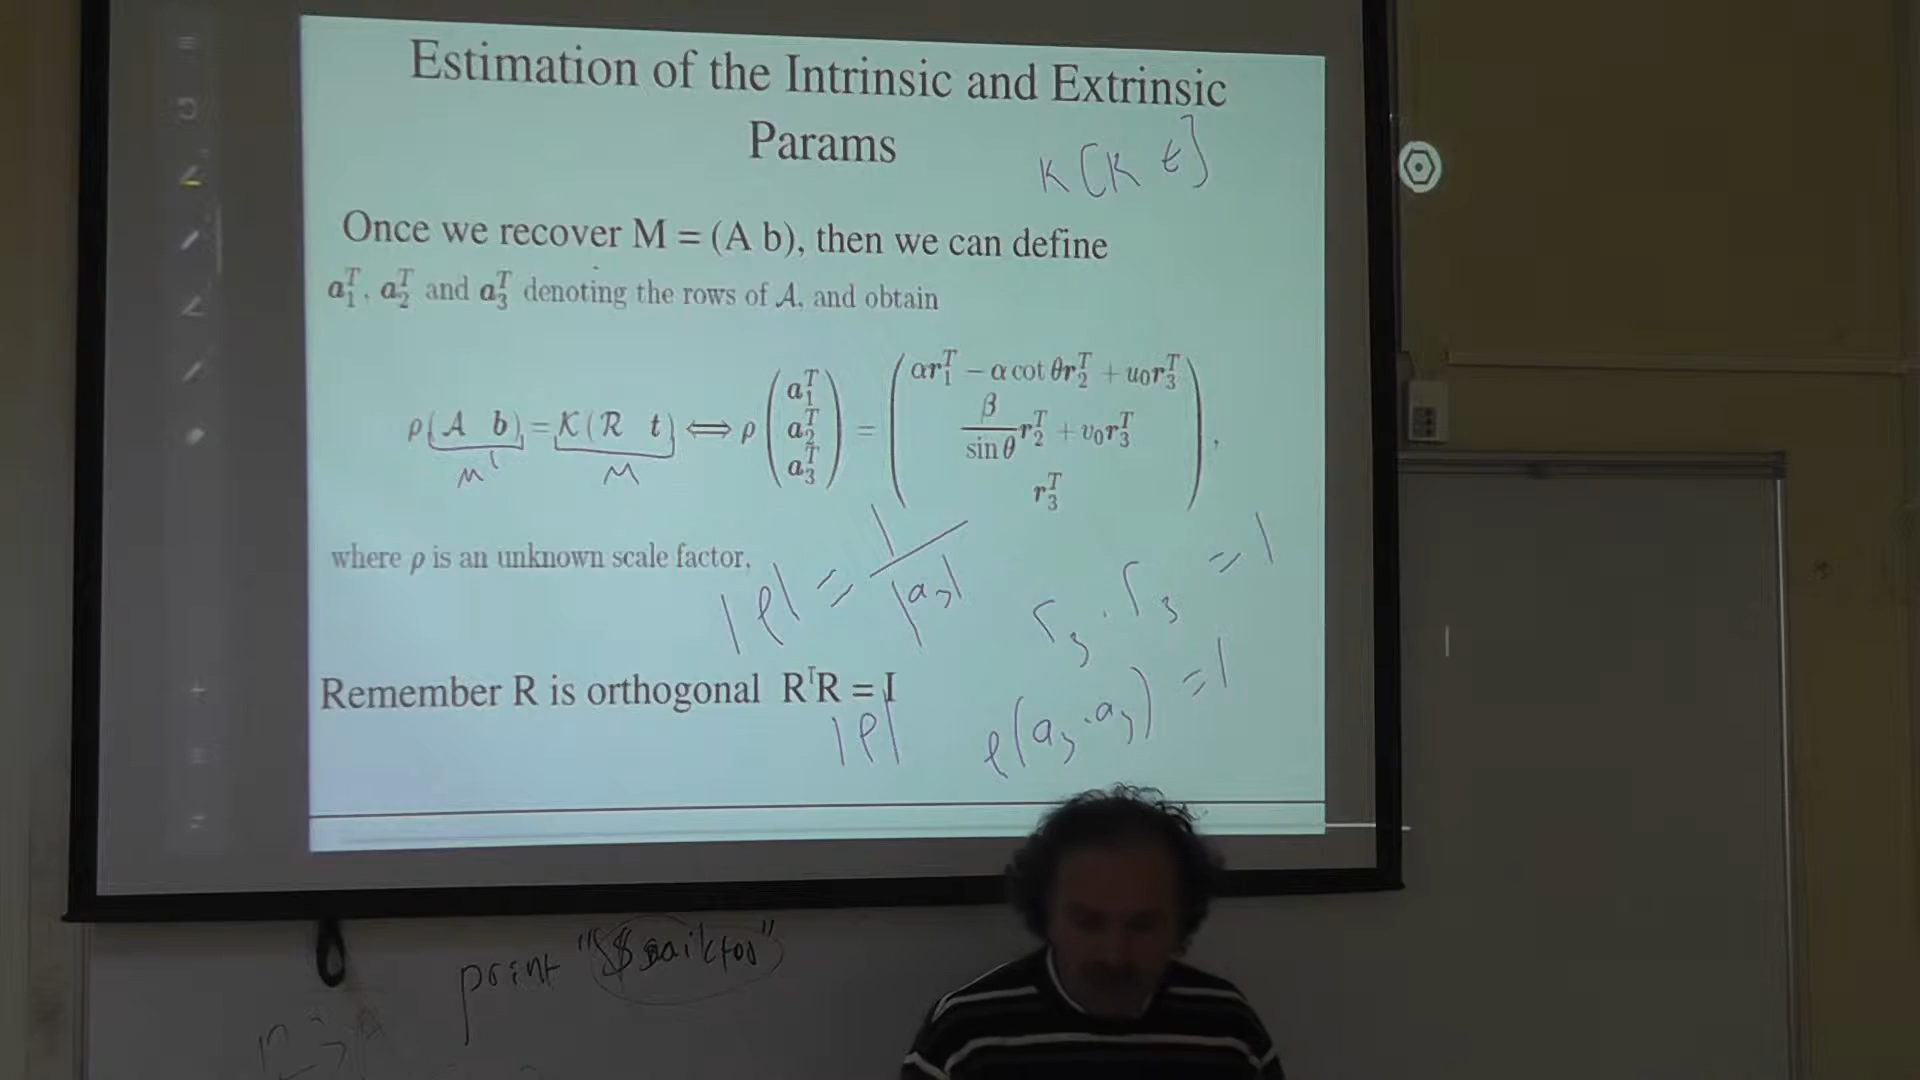 Estimation of the Intrinsic and Extrinsic
Params
K [R t]
Once we recover M = (A b), then we can define
a₁ᵀ, a₂ᵀ and a₃ᵀ denoting the rows of A, and obtain
ρ(A b) = K(R t) ⟺ ρ (a₁ᵀ a₂ᵀ a₃ᵀ) = (αr₁ᵀ − α cot θr₂ᵀ + u₀r₃ᵀ
β/sin θ r₂ᵀ + v₀r₃ᵀ
r₃ᵀ),
M' M
where ρ is an unknown scale factor,
|ρ| = 1/|a₃|
r₃ . r₃ = 1
Remember R is orthogonal RᵀR = I
|ρ|
ρ(a₃ . a₃) = 1
print